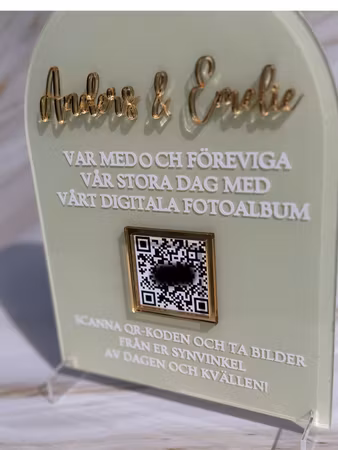 Anders & Emelie
VAR MED O CH FÖREVIGA
VÅR STORA DAG MED
VÅRT DIGITALA FOTOALBUM
SCANNA QR-KODEN OCH TA BILDER
FRÅN ER SYNVINKEL
AV DAGEN OCH KVÄLLEN!